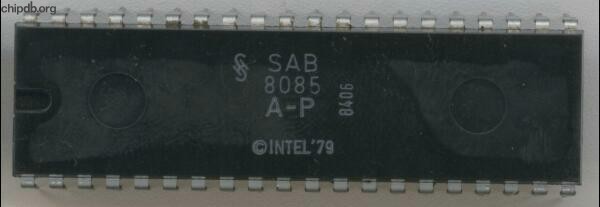 chipdb.org
SAB
8085
A-P
8406
©INTEL'79